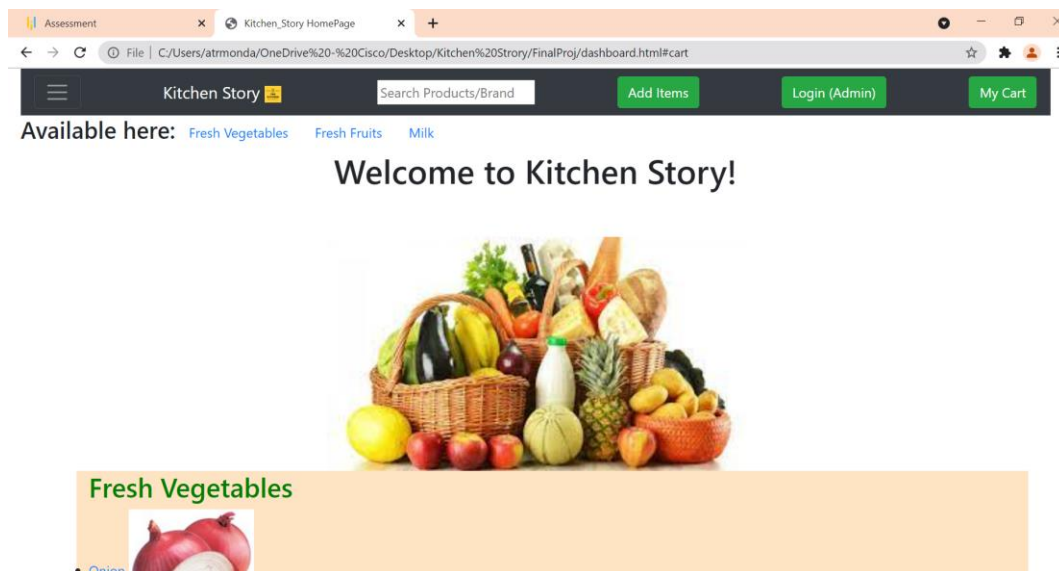 Assessment
Kitchen_Story HomePage
File | C:/Users/atrmonda/OneDrive%20-%20Cisco/Desktop/Kitchen%20Strory/FinalProj/dashboard.html#cart
Kitchen Story Search Products/Brand Add Items Login (Admin) My Cart
Available here: Fresh Vegetables Fresh Fruits Milk
Welcome to Kitchen Story!
Fresh Vegetables
Onion